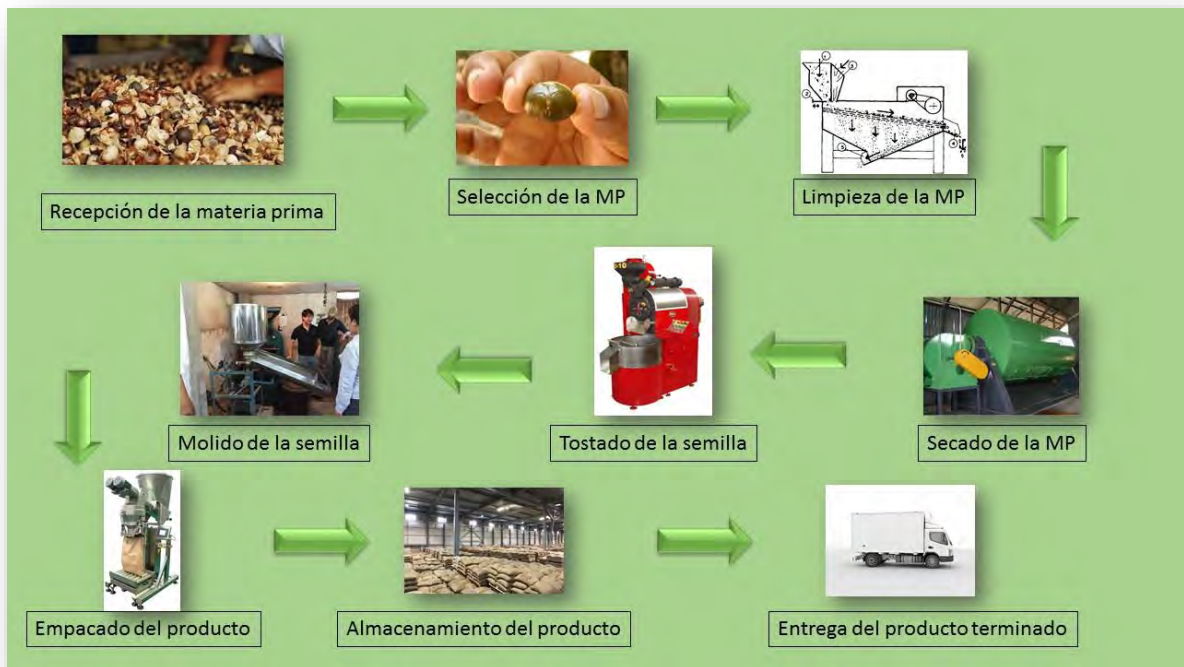 Recepción de la materia prima
Selección de la MP
Limpieza de la MP
Secado de la MP
Tostado de la semilla
Molido de la semilla
Empacado del producto
Almacenamiento del producto
Entrega del producto terminado